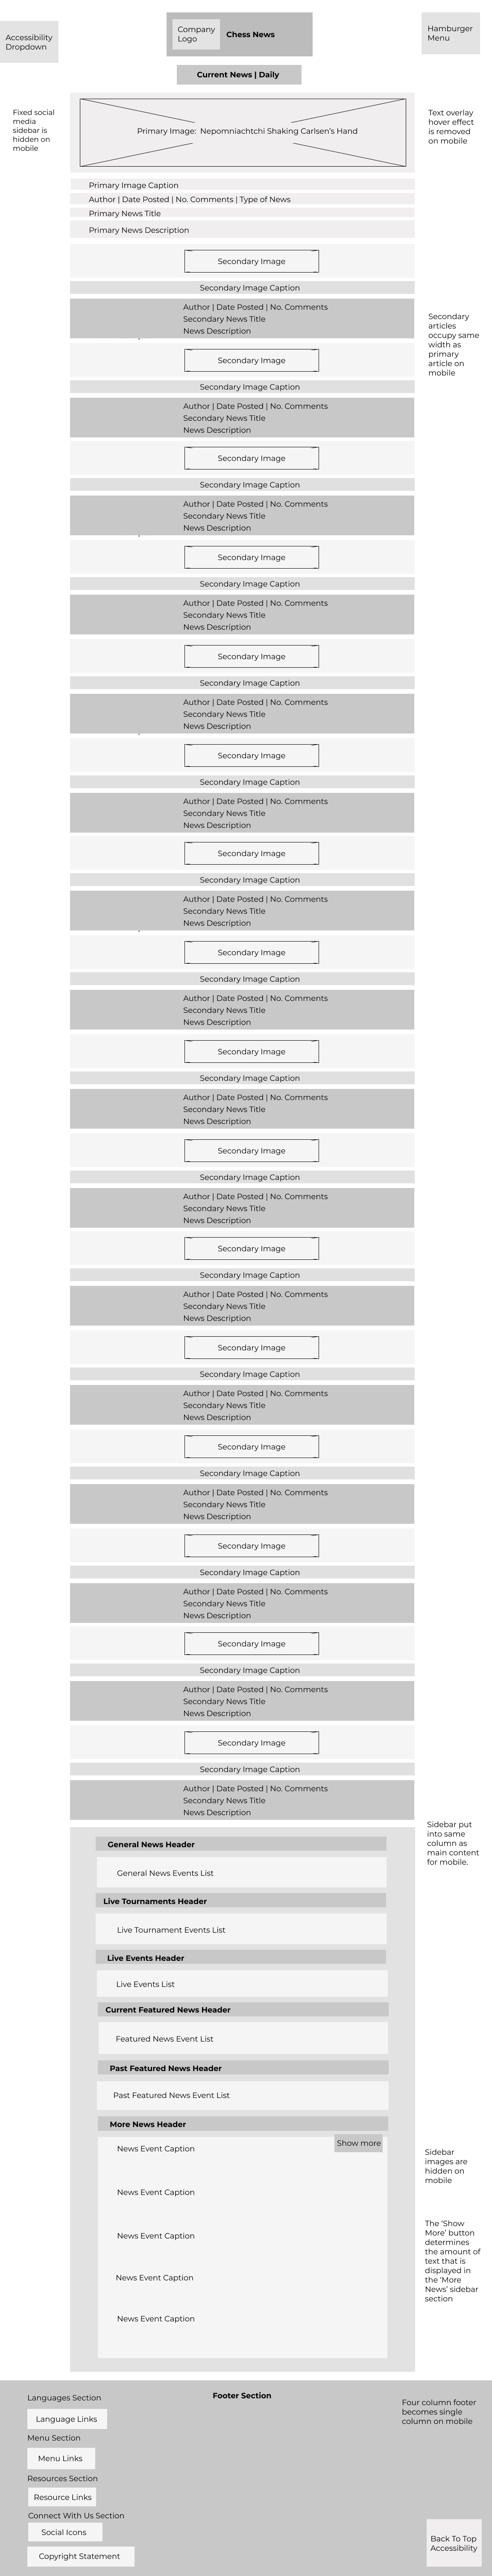 Accessibility
Dropdown
Company
Logo
Chess News
Hamburger
Menu
Current News | Daily
Fixed social
media
sidebar is
hidden on
mobile
Primary Image:  Nepomniachtchi Shaking Carlsen's Hand
Text overlay
hover effect
is removed
on mobile
Primary Image Caption
Author | Date Posted | No. Comments | Type of News
Primary News Title
Primary News Description
Secondary Image
Secondary Image Caption
Author | Date Posted | No. Comments
Secondary News Title
News Description
Secondary
articles
occupy same
width as
primary
article on
mobile
Secondary Image
Secondary Image Caption
Author | Date Posted | No. Comments
Secondary News Title
News Description
Secondary Image
Secondary Image Caption
Author | Date Posted | No. Comments
Secondary News Title
News Description
Secondary Image
Secondary Image Caption
Author | Date Posted | No. Comments
Secondary News Title
News Description
Secondary Image
Secondary Image Caption
Author | Date Posted | No. Comments
Secondary News Title
News Description
Secondary Image
Secondary Image Caption
Author | Date Posted | No. Comments
Secondary News Title
News Description
Secondary Image
Secondary Image Caption
Author | Date Posted | No. Comments
Secondary News Title
News Description
Secondary Image
Secondary Image Caption
Author | Date Posted | No. Comments
Secondary News Title
News Description
Secondary Image
Secondary Image Caption
Author | Date Posted | No. Comments
Secondary News Title
News Description
Secondary Image
Secondary Image Caption
Author | Date Posted | No. Comments
Secondary News Title
News Description
Secondary Image
Secondary Image Caption
Author | Date Posted | No. Comments
Secondary News Title
News Description
Secondary Image
Secondary Image Caption
Author | Date Posted | No. Comments
Secondary News Title
News Description
Secondary Image
Secondary Image Caption
Author | Date Posted | No. Comments
Secondary News Title
News Description
Secondary Image
Secondary Image Caption
Author | Date Posted | No. Comments
Secondary News Title
News Description
Secondary Image
Secondary Image Caption
Author | Date Posted | No. Comments
Secondary News Title
News Description
Secondary Image
Secondary Image Caption
Author | Date Posted | No. Comments
Secondary News Title
News Description
Sidebar put
into same
column as
main content
for mobile.
General News Header
General News Events List
Live Tournaments Header
Live Tournament Events List
Live Events Header
Live Events List
Current Featured News Header
Featured News Event List
Past Featured News Header
Past Featured News Event List
More News Header
Show more
News Event Caption
Sidebar
images are
hidden on
mobile
News Event Caption
News Event Caption
The 'Show
More' button
determines
the amount of
text that is
displayed in
the 'More
News' sidebar
section
News Event Caption
News Event Caption
Footer Section
Languages Section
Four column footer
becomes single
column on mobile
Language Links
Menu Section
Menu Links
Resources Section
Resource Links
Connect With Us Section
Social Icons
Copyright Statement
Back To Top
Accessibility